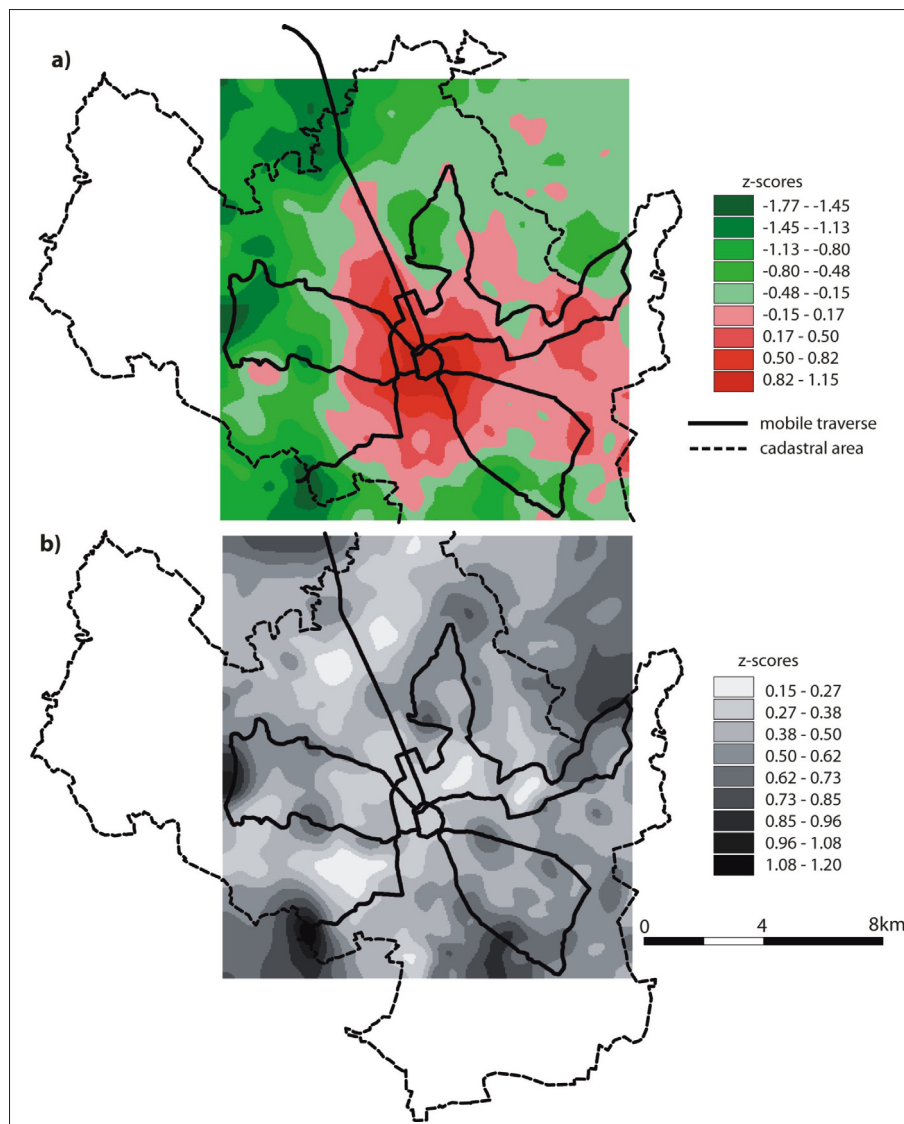 a)
z-scores
-1.77 - -1.45
-1.45 - -1.13
-1.13 - -0.80
-0.80 - -0.48
-0.48 - -0.15
-0.15 - 0.17
0.17 - 0.50
0.50 - 0.82
0.82 - 1.15
mobile traverse
cadastral area
b)
z-scores
0.15 - 0.27
0.27 - 0.38
0.38 - 0.50
0.50 - 0.62
0.62 - 0.73
0.73 - 0.85
0.85 - 0.96
0.96 - 1.08
1.08 - 1.20
0 4 8km